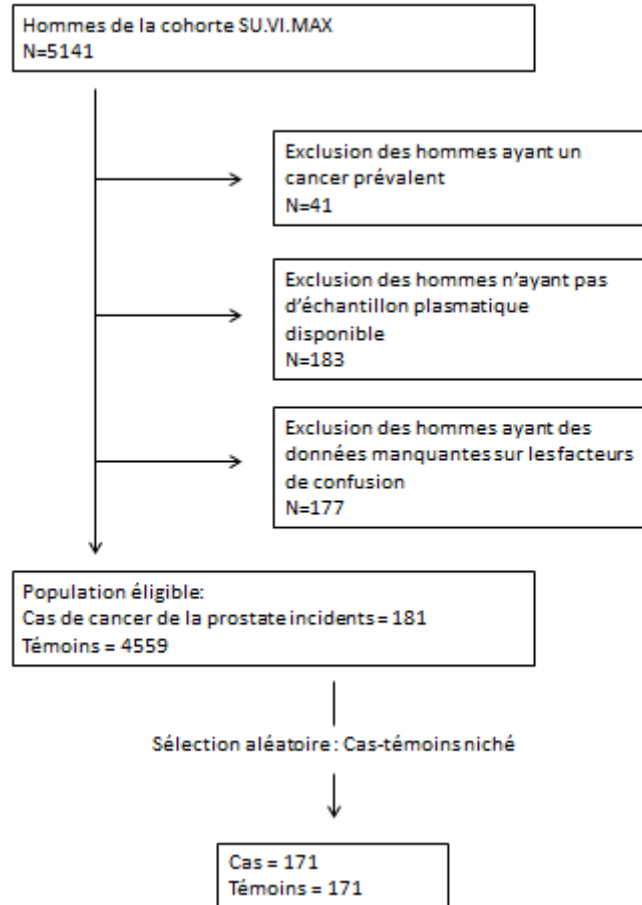 Hommes de la cohorte SU.VI.MAX
N=5141
Exclusion des hommes ayant un
cancer prévalent
N=41
Exclusion des hommes n'ayant pas
d'échantillon plasmatique
disponible
N=183
Exclusion des hommes ayant des
données manquantes sur les facteurs
de confusion
N=177
Population éligible:
Cas de cancer de la prostate incidents = 181
Témoins = 4559
Sélection aléatoire : Cas-témoins niché
Cas = 171
Témoins = 171